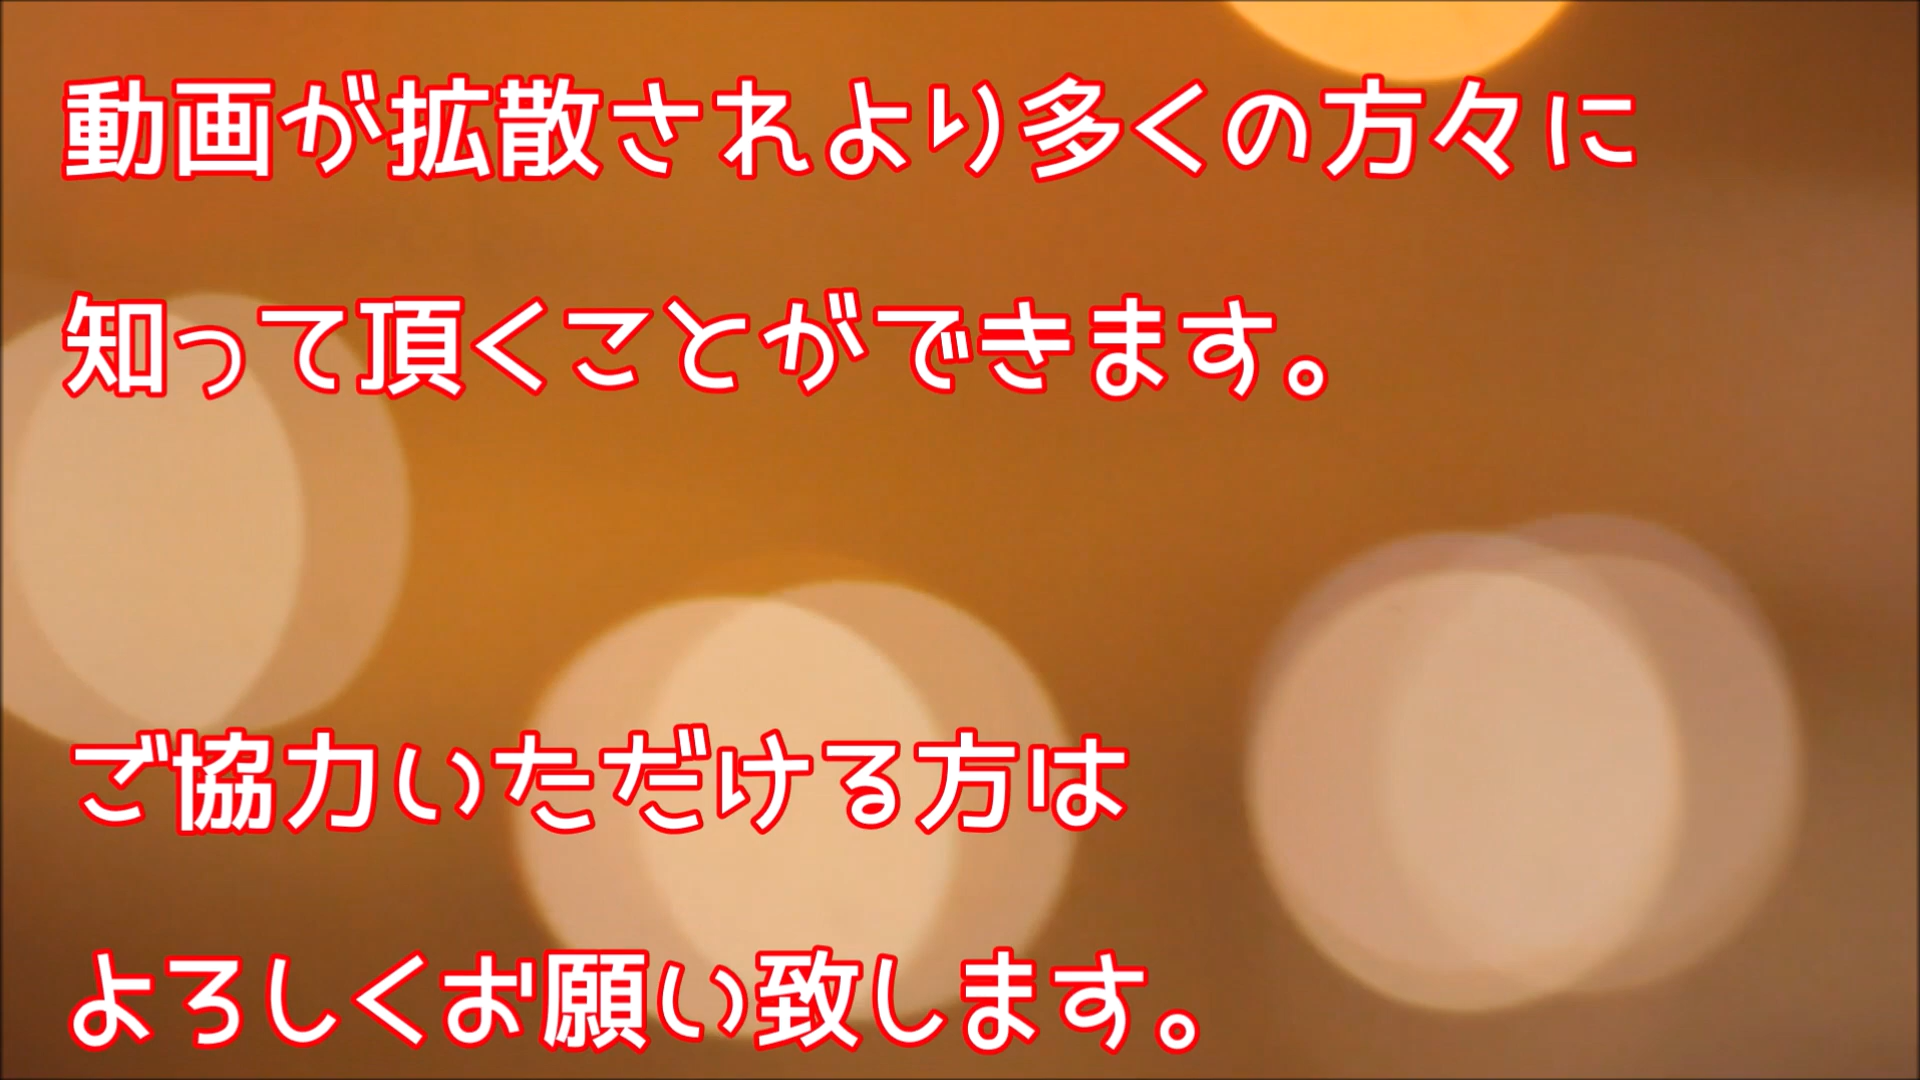 動画が拡散されより多くの方々に
知って頂くことができます。
ご協力いただける方は
よろしくお願い致します。